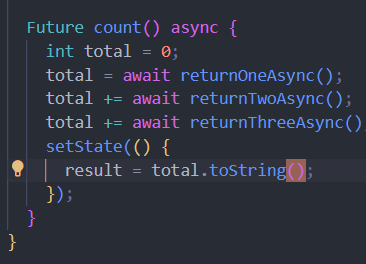 Future count() async {
int total = 0;
total = await returnOneAsync();
total += await returnTwoAsync();
total += await returnThreeAsync()
setState(() {
result = total.toString();
});
}
}